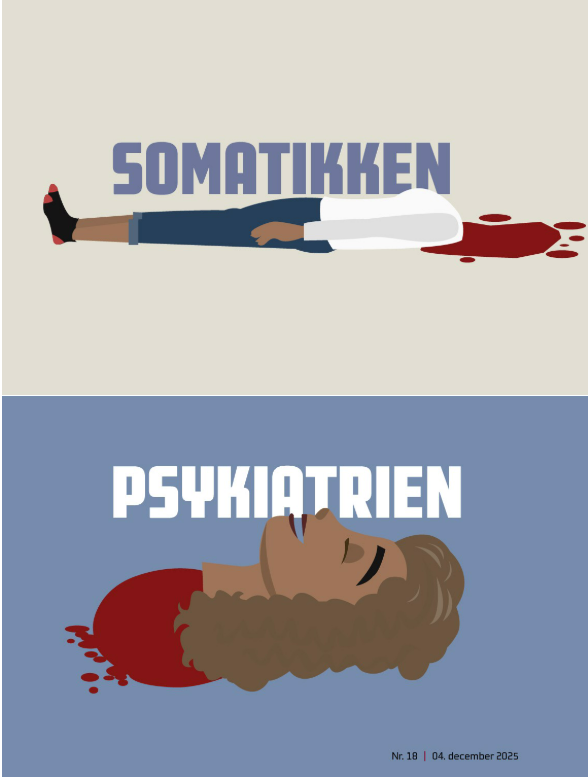 SOMATIKKEN
PSYKIATRIEN
Nr. 18 | 04. december 2025